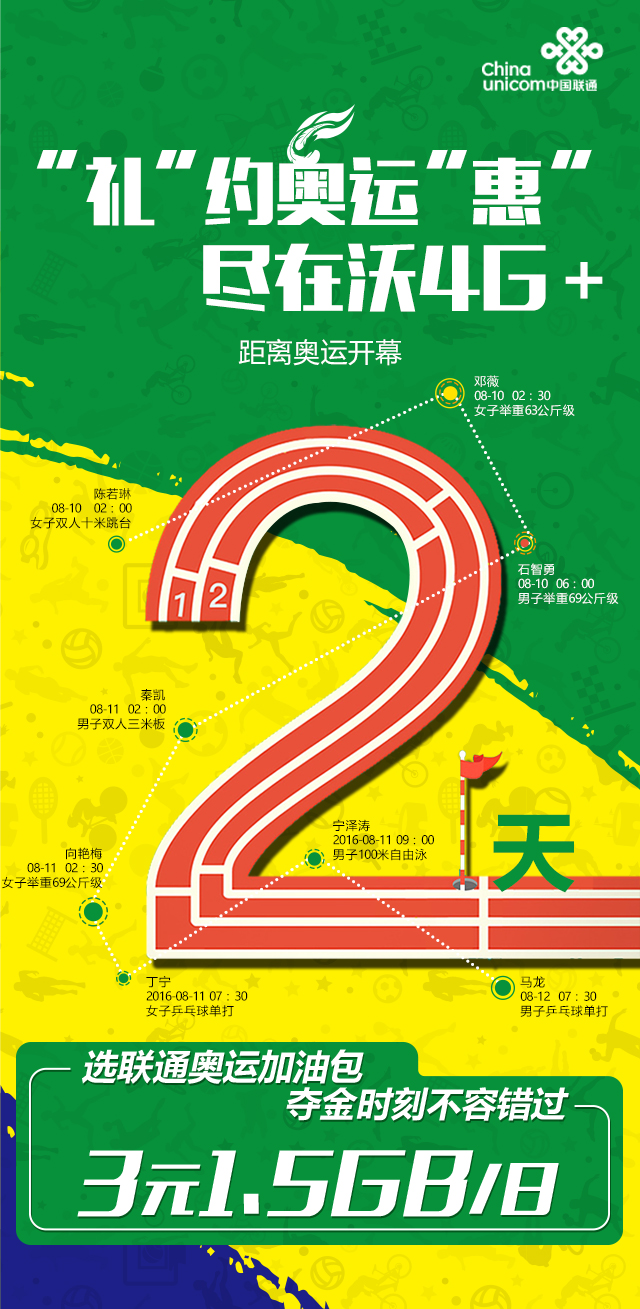 China
unicom中国联通
"礼"约奥运"惠"
尽在沃4G+
距离奥运开幕
邓薇
08-10 02：30
女子举重63公斤级
陈若琳
08-10 02：00
女子双人十米跳台
石智勇
08-10 06：00
男子举重69公斤级
1 2
2
秦凯
08-11 02：00
男子双人三米板
天
宁泽涛
2016-08-11 09：00
男子100米自由泳
向艳梅
08-11 02：30
女子举重69公斤级
丁宁
2016-08-11 07：30
女子乒乓球单打
马龙
08-12 07：30
男子乒乓球单打
选联通奥运加油包
夺金时刻不容错过
3元1.5GB/日